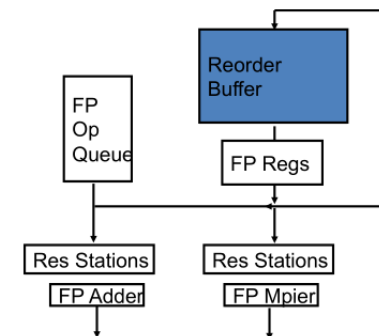 Reorder
Buffer
FP
Op
Queue
FP Regs
Res Stations
Res Stations
FP Adder
FP Mpier